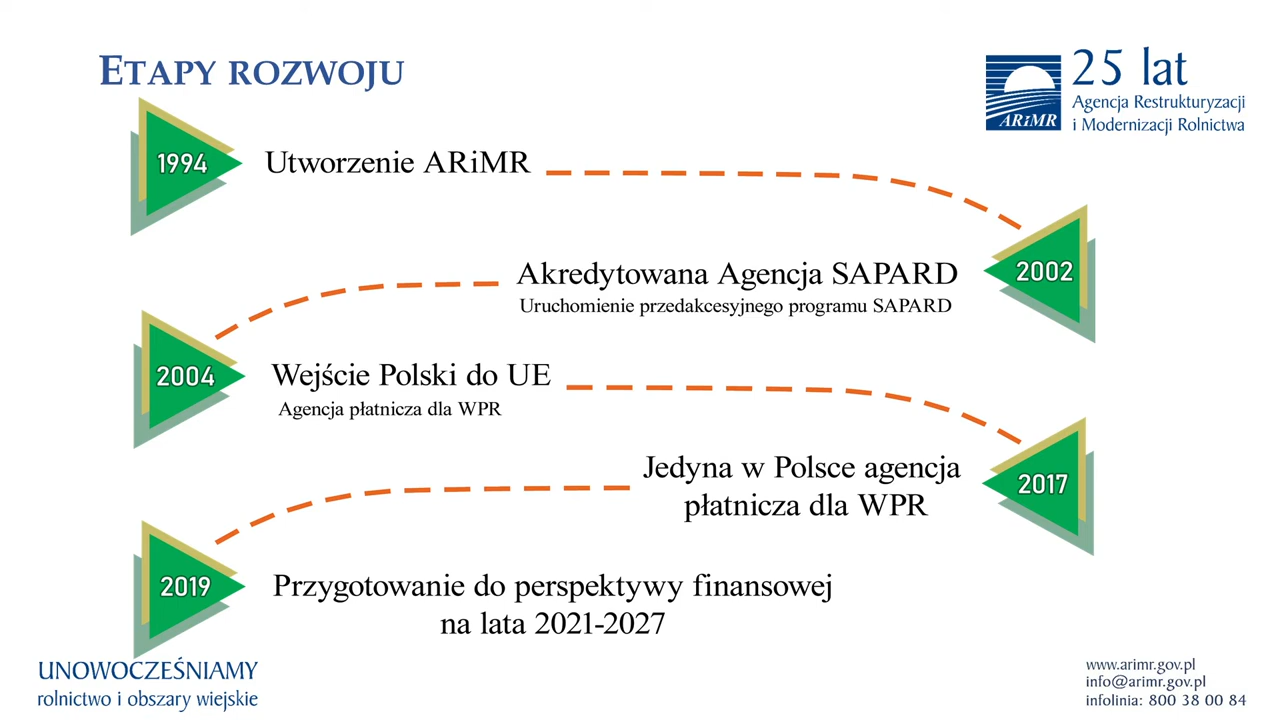 ETAPY ROZWOJU
25 lat
Agencja Restrukturyzacji
i Modernizacji Rolnictwa
ARiMR
1994
Utworzenie ARiMR
2002
Akredytowana Agencja SAPARD
Uruchomienie przedakcesyjnego programu SAPARD
2004
Wejście Polski do UE
Agencja płatnicza dla WPR
2017
Jedyna w Polsce agencja
płatnicza dla WPR
2019
Przygotowanie do perspektywy finansowej
na lata 2021-2027
UNOWOCZEŚNIAMY
rolnictwo i obszary wiejskie
www.arimr.gov.pl
info@arimr.gov.pl
infolinia: 800 38 00 84